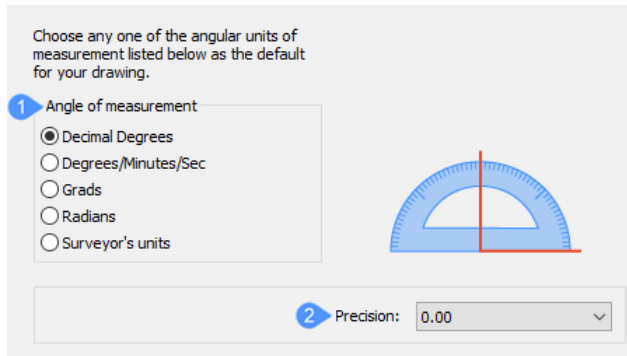 Choose any one of the angular units of
measurement listed below as the default
for your drawing.
1 Angle of measurement
Decimal Degrees
Degrees/Minutes/Sec
Grads
Radians
Surveyor's units
2 Precision: 0.00